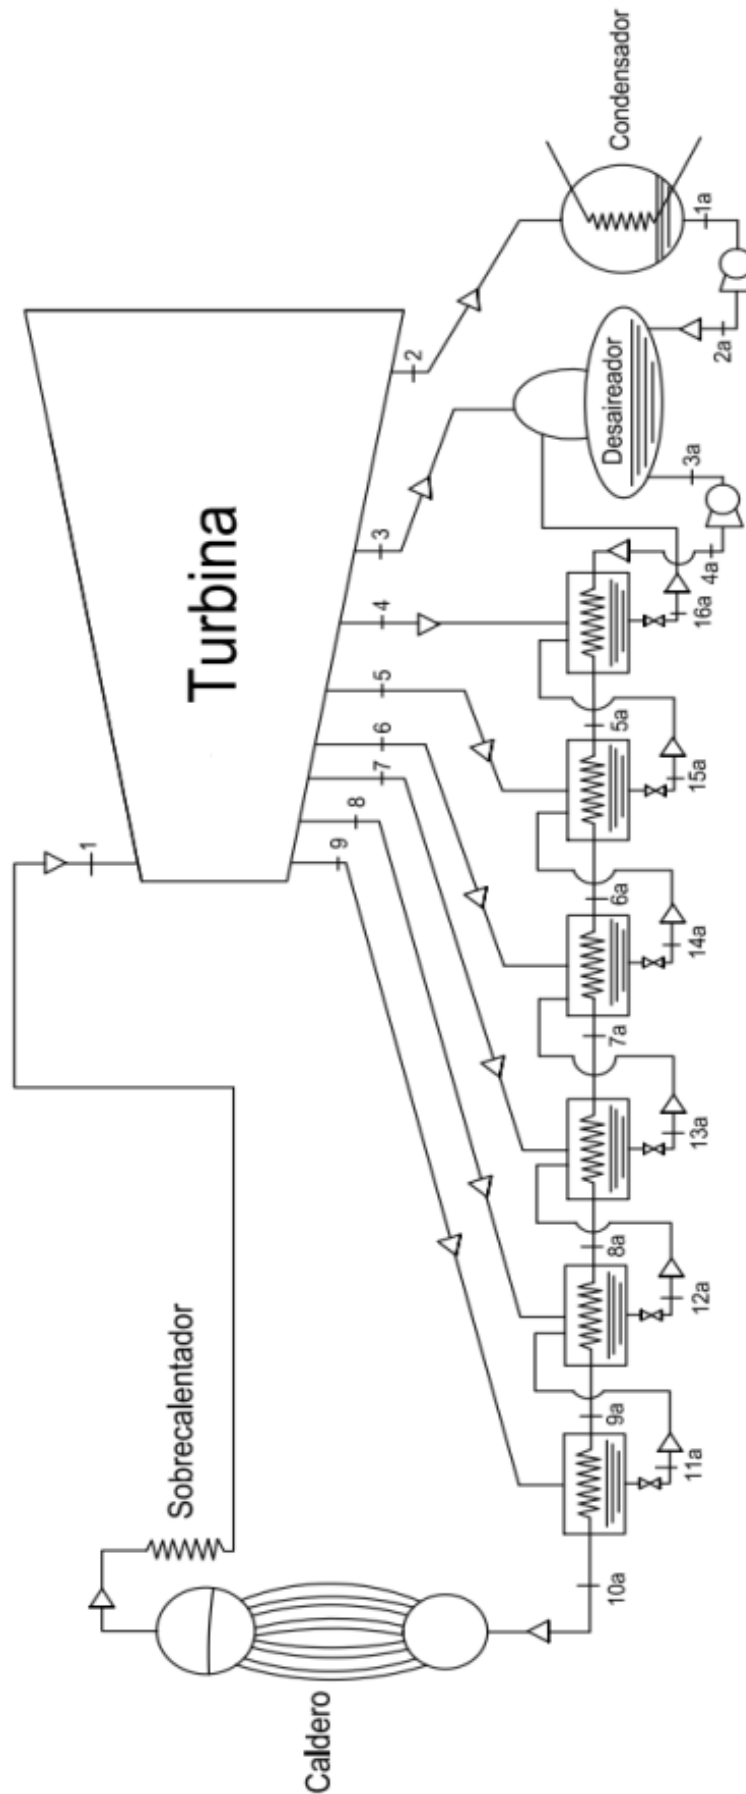 Turbina
Condensador
Desaireador
Sobrecalentador
Caldero
1
2
3
4
5
6
7
8
9
1a
2a
3a
4a
5a
6a
7a
8a
9a
10a
11a
12a
13a
14a
15a
16a